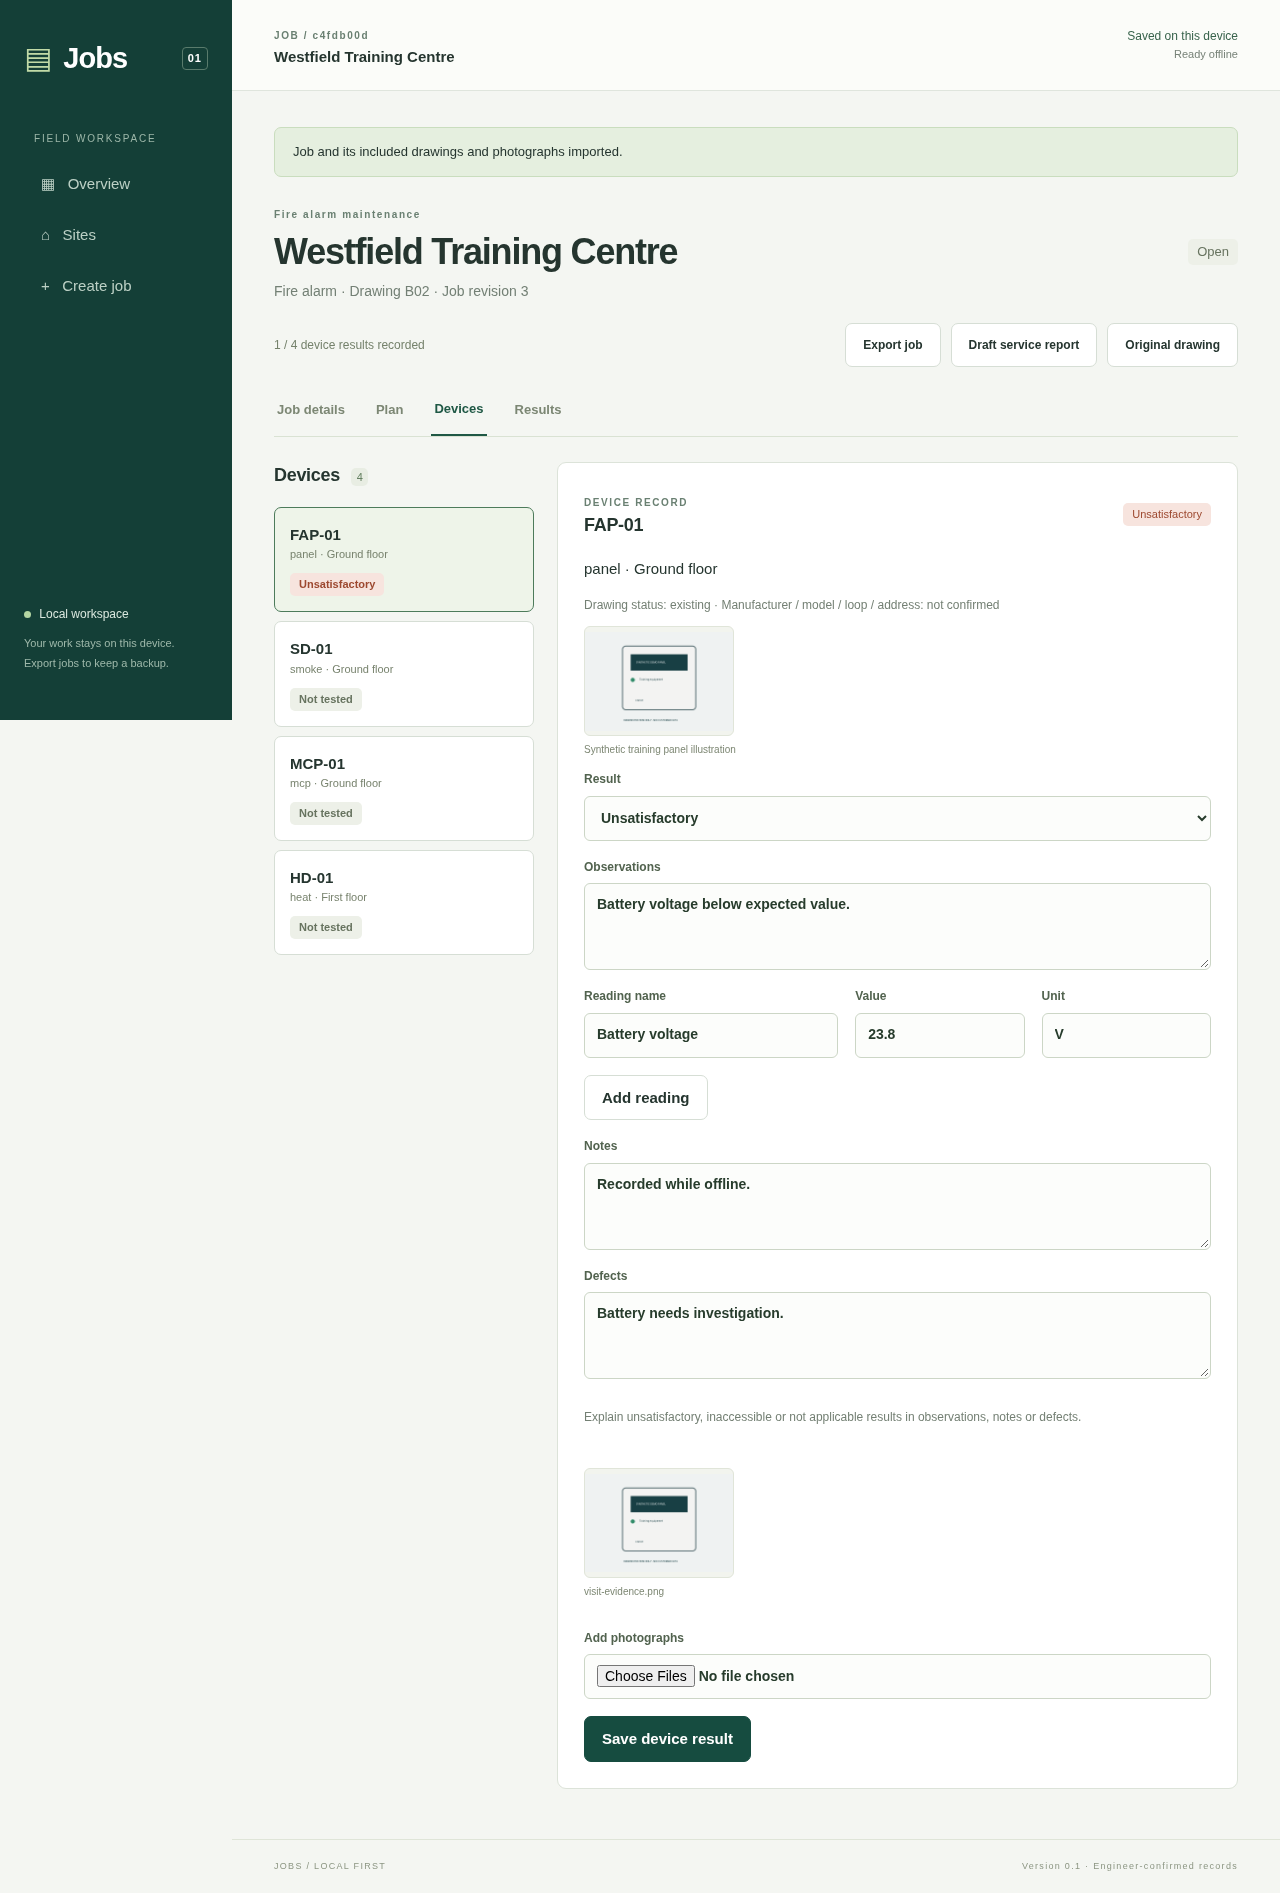 Jobs
01
FIELD WORKSPACE
Overview
Sites
+ Create job
Local workspace
Your work stays on this device.
Export jobs to keep a backup.
JOB / c4fdb00d
Westfield Training Centre
Saved on this device
Ready offline
Job and its included drawings and photographs imported.
Fire alarm maintenance
Westfield Training Centre
Open
Fire alarm · Drawing B02 · Job revision 3
1 / 4 device results recorded
Export job
Draft service report
Original drawing
Job details
Plan
Devices
Results
Devices 4
FAP-01
panel · Ground floor
Unsatisfactory
SD-01
smoke · Ground floor
Not tested
MCP-01
mcp · Ground floor
Not tested
HD-01
heat · First floor
Not tested
DEVICE RECORD
FAP-01
Unsatisfactory
panel · Ground floor
Drawing status: existing · Manufacturer / model / loop / address: not confirmed
Synthetic training panel illustration
Result
Unsatisfactory
Observations
Battery voltage below expected value.
Reading name
Value
Unit
Battery voltage
23.8
V
Add reading
Notes
Recorded while offline.
Defects
Battery needs investigation.
Explain unsatisfactory, inaccessible or not applicable results in observations, notes or defects.
visit-evidence.png
Add photographs
Choose Files No file chosen
Save device result
JOBS / LOCAL FIRST
Version 0.1 · Engineer-confirmed records